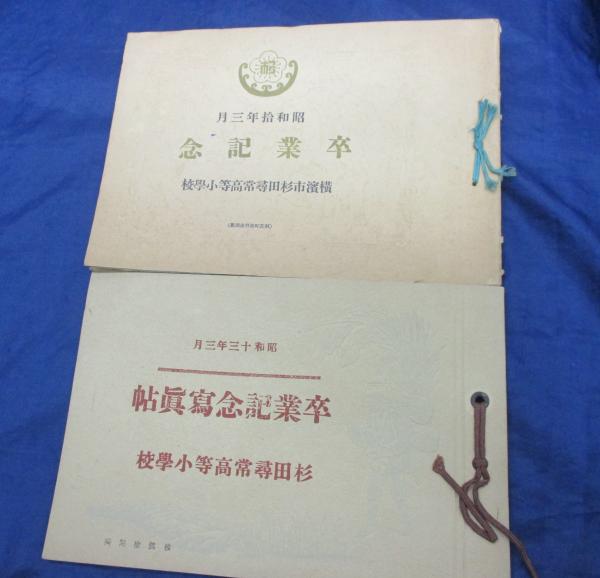 昭和拾年三月
卒業記念
橫濱市杉田尋常高等小學校
昭和十三年三月
卒業記念寫眞帖
杉田尋常高等小學校